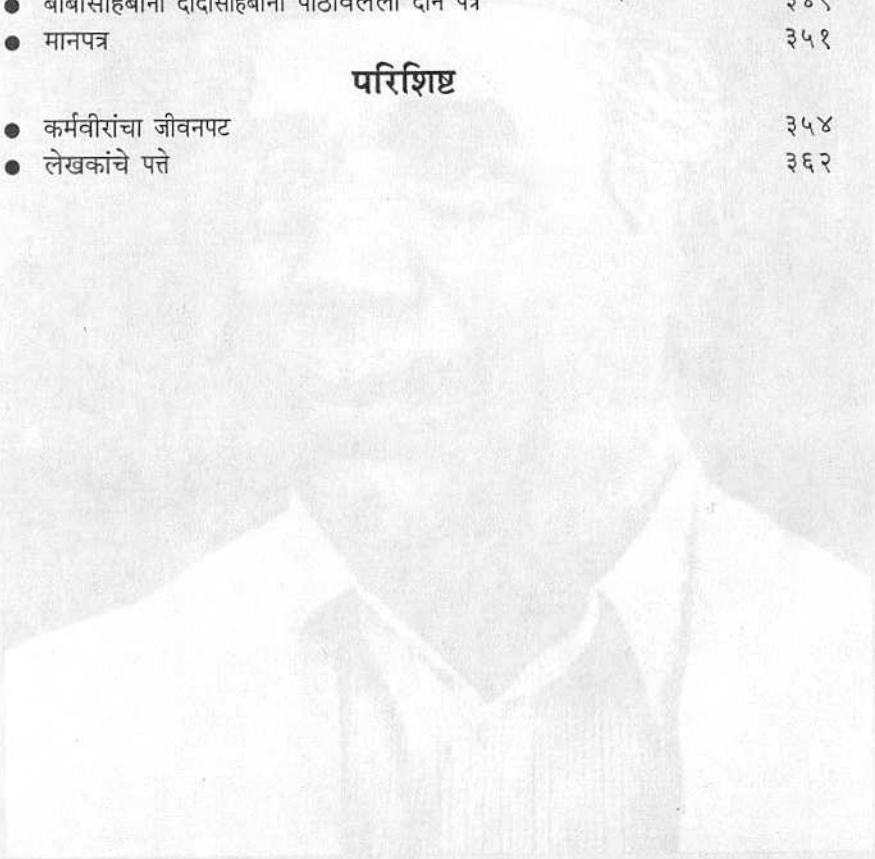 ● बाबासाहेबांनी दादासाहेबांना पाठविलेली दोन पत्रे
● मानपत्र ३५१
परिशिष्ट
● कर्मवीरांचा जीवनपट ३५४
● लेखकांचे पत्ते ३६२